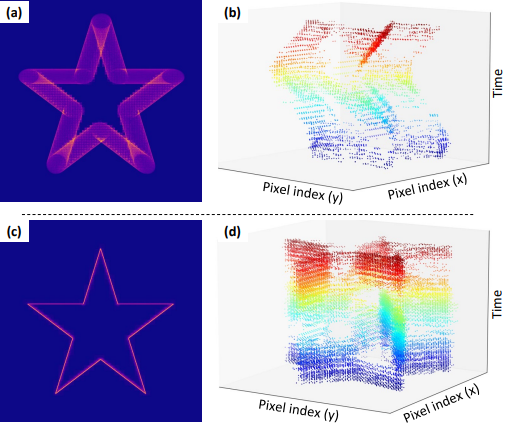 (a)
(b)
Time
Pixel index (y)
Pixel index (x)
(c)
(d)
Time
Pixel index (y)
Pixel index (x)